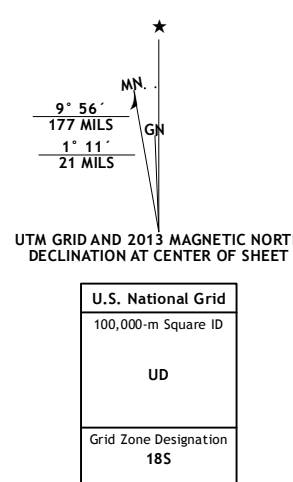 ★
MN
9° 56´
177 MILS
GN
1° 11´
21 MILS
UTM GRID AND 2013 MAGNETIC NORT
DECLINATION AT CENTER OF SHEET
U.S. National Grid
100,000-m Square ID
UD
Grid Zone Designation
18S